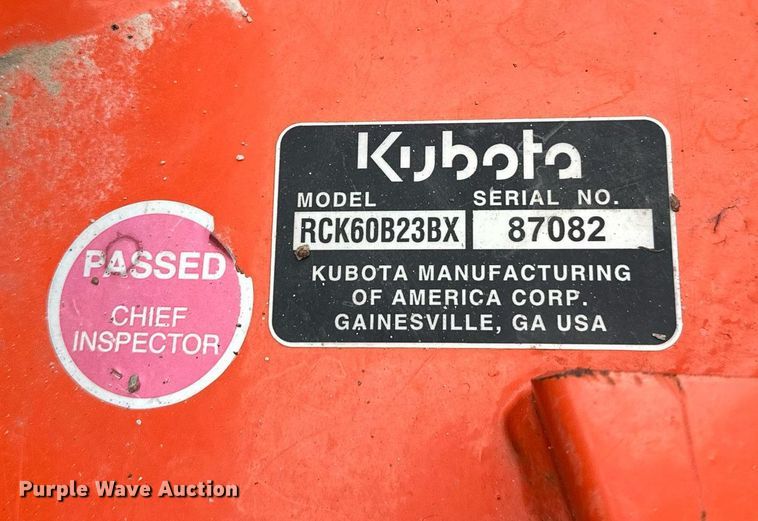 Kubota
MODEL SERIAL NO.
RCK60B23BX 87082
KUBOTA MANUFACTURING
OF AMERICA CORP.
GAINESVILLE, GA USA
PASSED
CHIEF
INSPECTOR
Purple Wave Auction